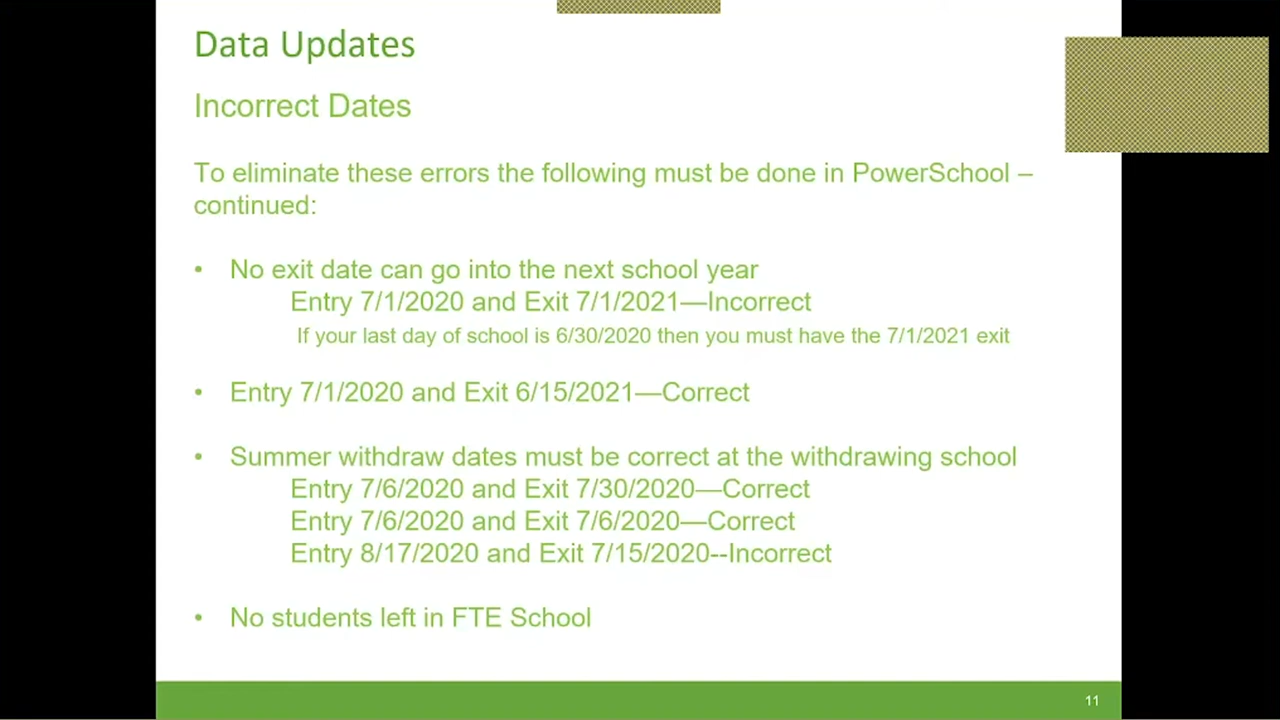 Data Updates
Incorrect Dates
To eliminate these errors the following must be done in PowerSchool –
continued:
• No exit date can go into the next school year
Entry 7/1/2020 and Exit 7/1/2021—Incorrect
If your last day of school is 6/30/2020 then you must have the 7/1/2021 exit
• Entry 7/1/2020 and Exit 6/15/2021—Correct
• Summer withdraw dates must be correct at the withdrawing school
Entry 7/6/2020 and Exit 7/30/2020—Correct
Entry 7/6/2020 and Exit 7/6/2020—Correct
Entry 8/17/2020 and Exit 7/15/2020--Incorrect
• No students left in FTE School
11